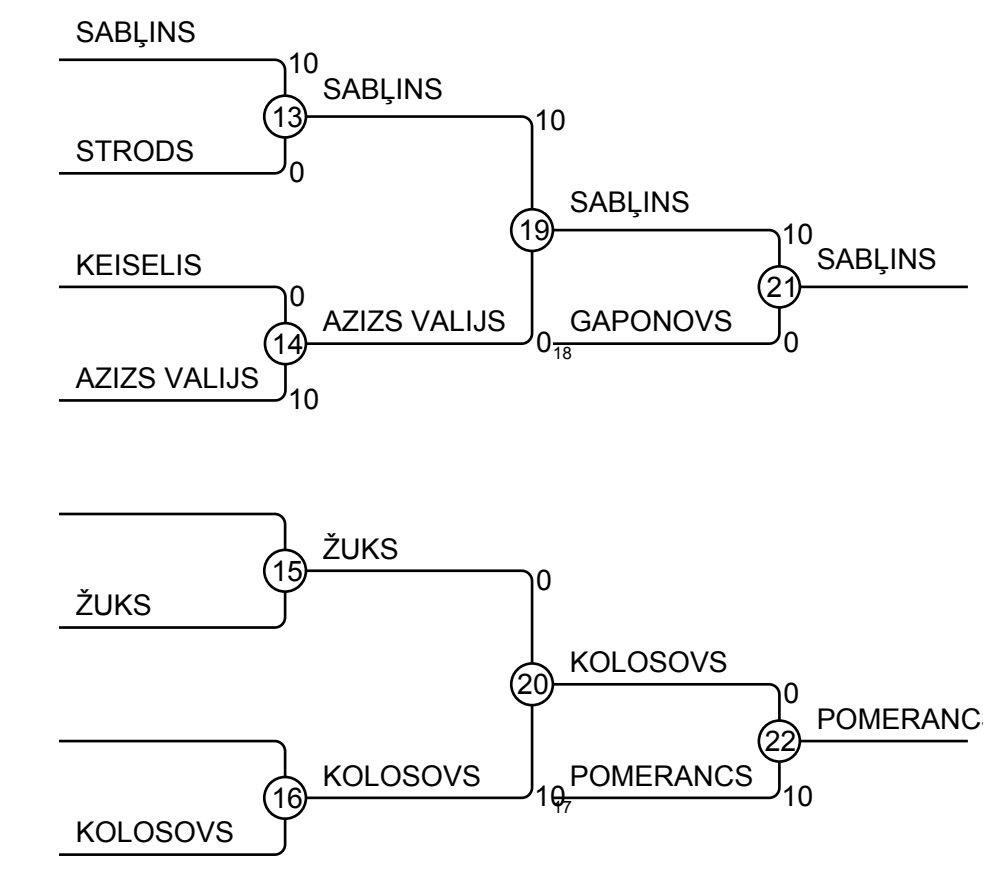 SABĻINS
10
SABĻINS
13
10
STRODS
0
SABĻINS
19
10
KEISELIS
SABĻINS
0
21
AZIZS VALIJS
GAPONOVS
14
0
18
0
AZIZS VALIJS
10
ŽUKS
15
0
ŽUKS
KOLOSOVS
20
0
POMERANCS
22
KOLOSOVS
POMERANCS
16
10
17
10
KOLOSOVS